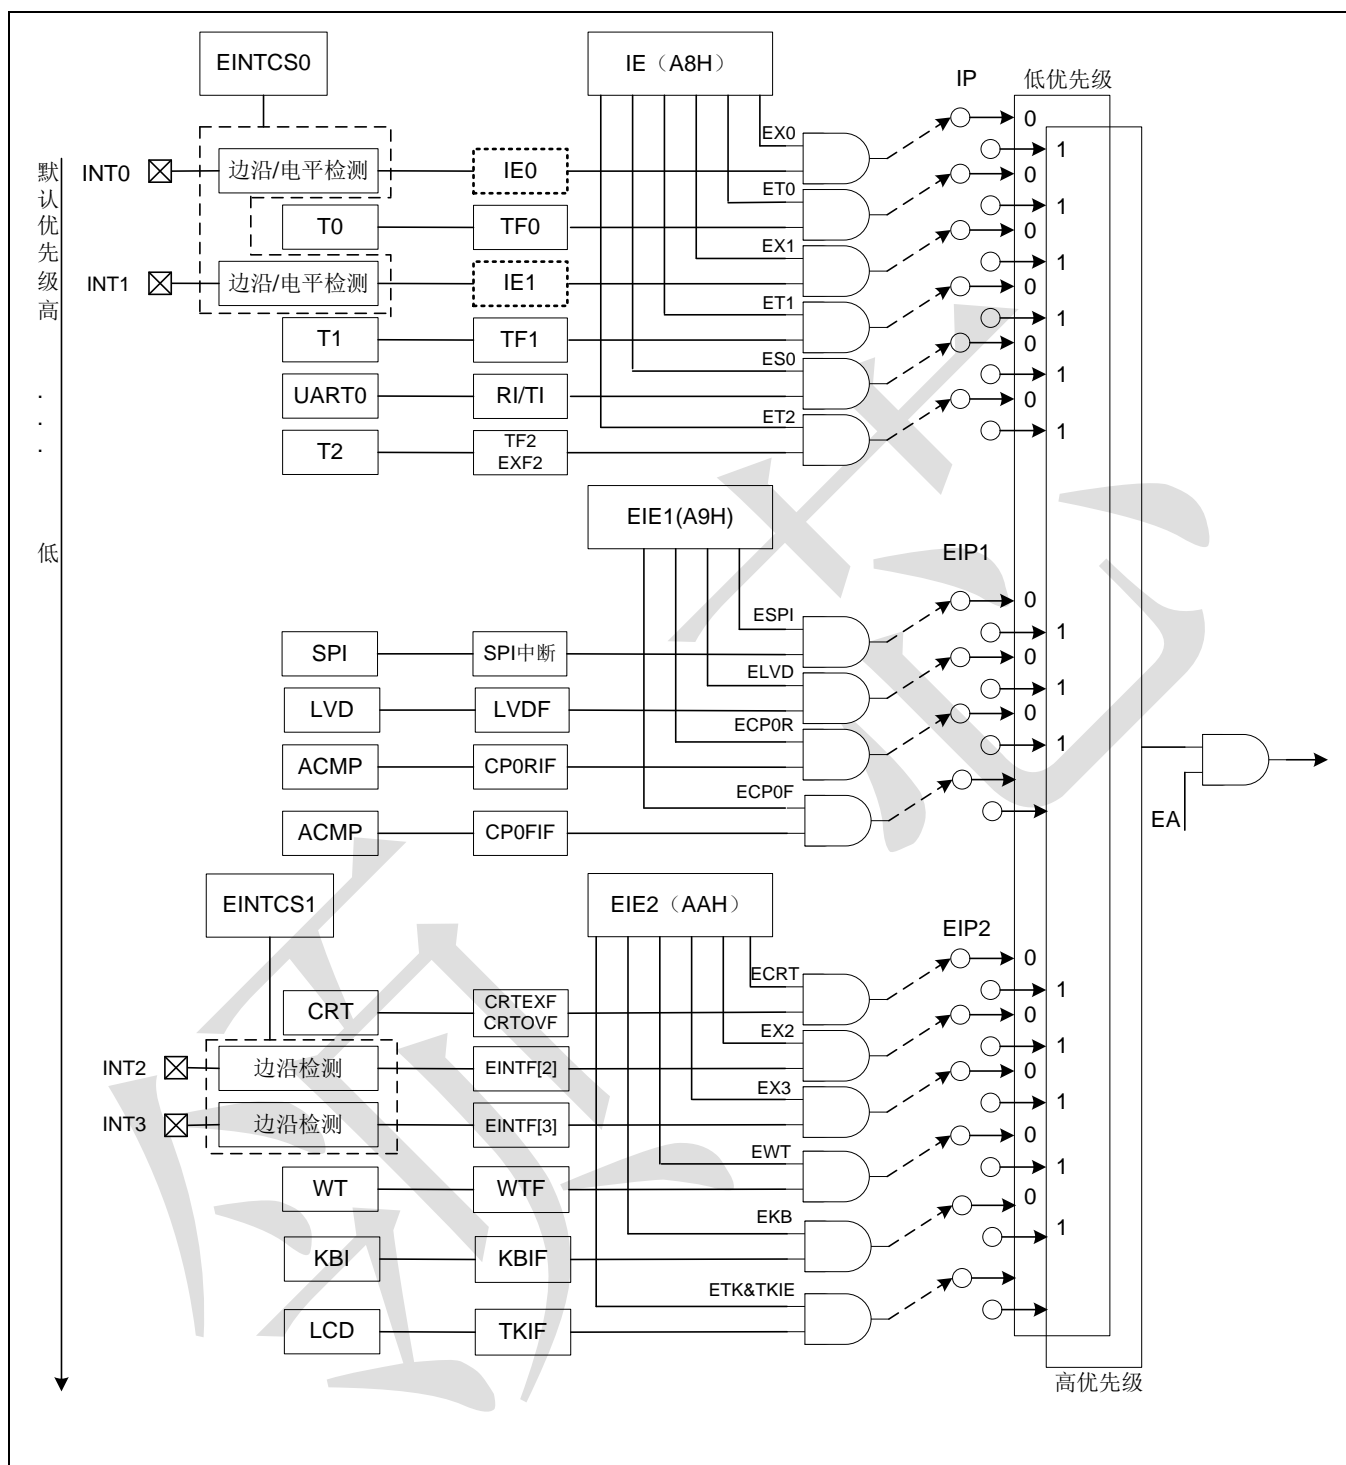 EINTCS0
IE（A8H）
IP
低优先级
默认优先级高
.
.
.
低
INT0
边沿/电平检测
IE0
EX0
0
1
T0
TF0
ET0
0
1
INT1
边沿/电平检测
IE1
EX1
0
1
T1
TF1
ET1
0
1
UART0
RI/TI
ES0
0
1
T2
TF2
EXF2
ET2
0
1
EIE1(A9H)
EIP1
SPI
SPI中断
ESPI
0
1
LVD
LVDF
ELVD
0
1
ACMP
CP0RIF
ECP0R
0
1
ACMP
CP0FIF
ECP0F
EA
EINTCS1
EIE2（AAH）
EIP2
CRT
CRTEXF
CRTOVF
ECRT
0
1
INT2
边沿检测
EINTF[2]
EX2
0
1
INT3
边沿检测
EINTF[3]
EX3
0
1
WT
WTF
EWT
0
1
KBI
KBIF
EKB
0
1
LCD
TKIF
ETK&TKIE
高优先级